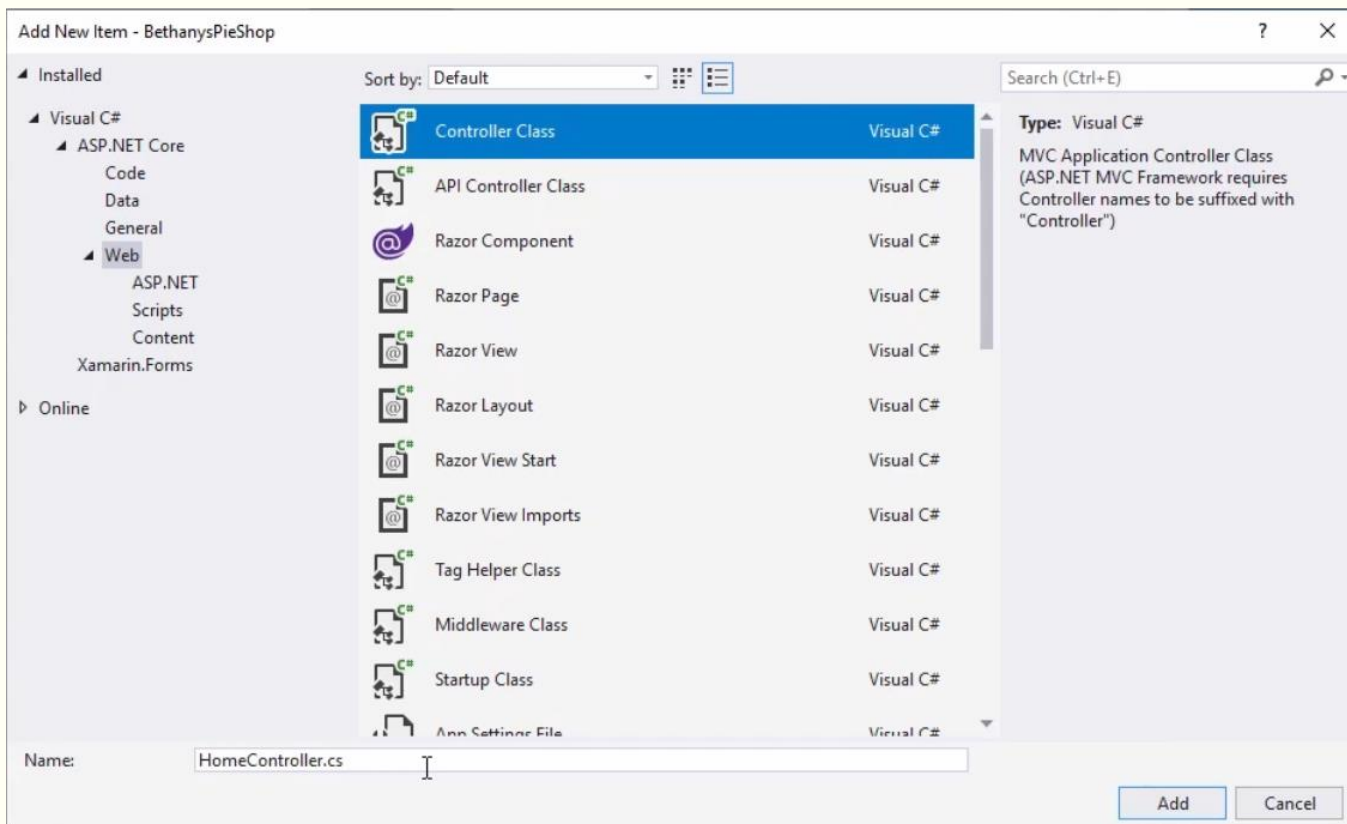 Add New Item - BethanysPieShop
? X
Installed
Visual C#
ASP.NET Core
Code
Data
General
Web
ASP.NET
Scripts
Content
Xamarin.Forms
Online
Sort by: Default
Search (Ctrl+E)
Controller Class Visual C#
API Controller Class Visual C#
Razor Component Visual C#
Razor Page Visual C#
Razor View Visual C#
Razor Layout Visual C#
Razor View Start Visual C#
Razor View Imports Visual C#
Tag Helper Class Visual C#
Middleware Class Visual C#
Startup Class Visual C#
App Settings File Visual C#
Type: Visual C#
MVC Application Controller Class
(ASP.NET MVC Framework requires
Controller names to be suffixed with
"Controller")
Name: HomeController.cs
Add Cancel